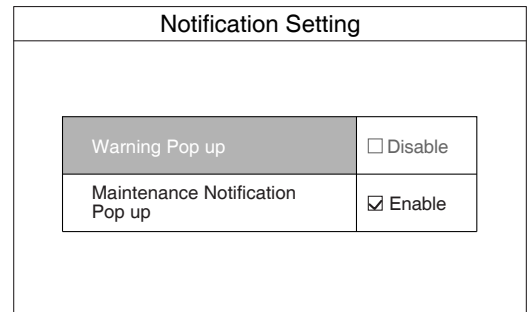 Notification Setting
Warning Pop up
Disable
Maintenance Notification
Pop up
Enable